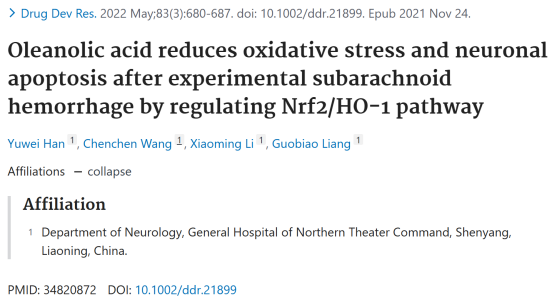 > Drug Dev Res. 2022 May;83(3):680-687. doi: 10.1002/ddr.21899. Epub 2021 Nov 24.
Oleanolic acid reduces oxidative stress and neuronal
apoptosis after experimental subarachnoid
hemorrhage by regulating Nrf2/HO-1 pathway
Yuwei Han 1, Chenchen Wang 1, Xiaoming Li 1, Guobiao Liang 1
Affiliations – collapse
Affiliation
1 Department of Neurology, General Hospital of Northern Theater Command, Shenyang,
Liaoning, China.
PMID: 34820872 DOI: 10.1002/ddr.21899